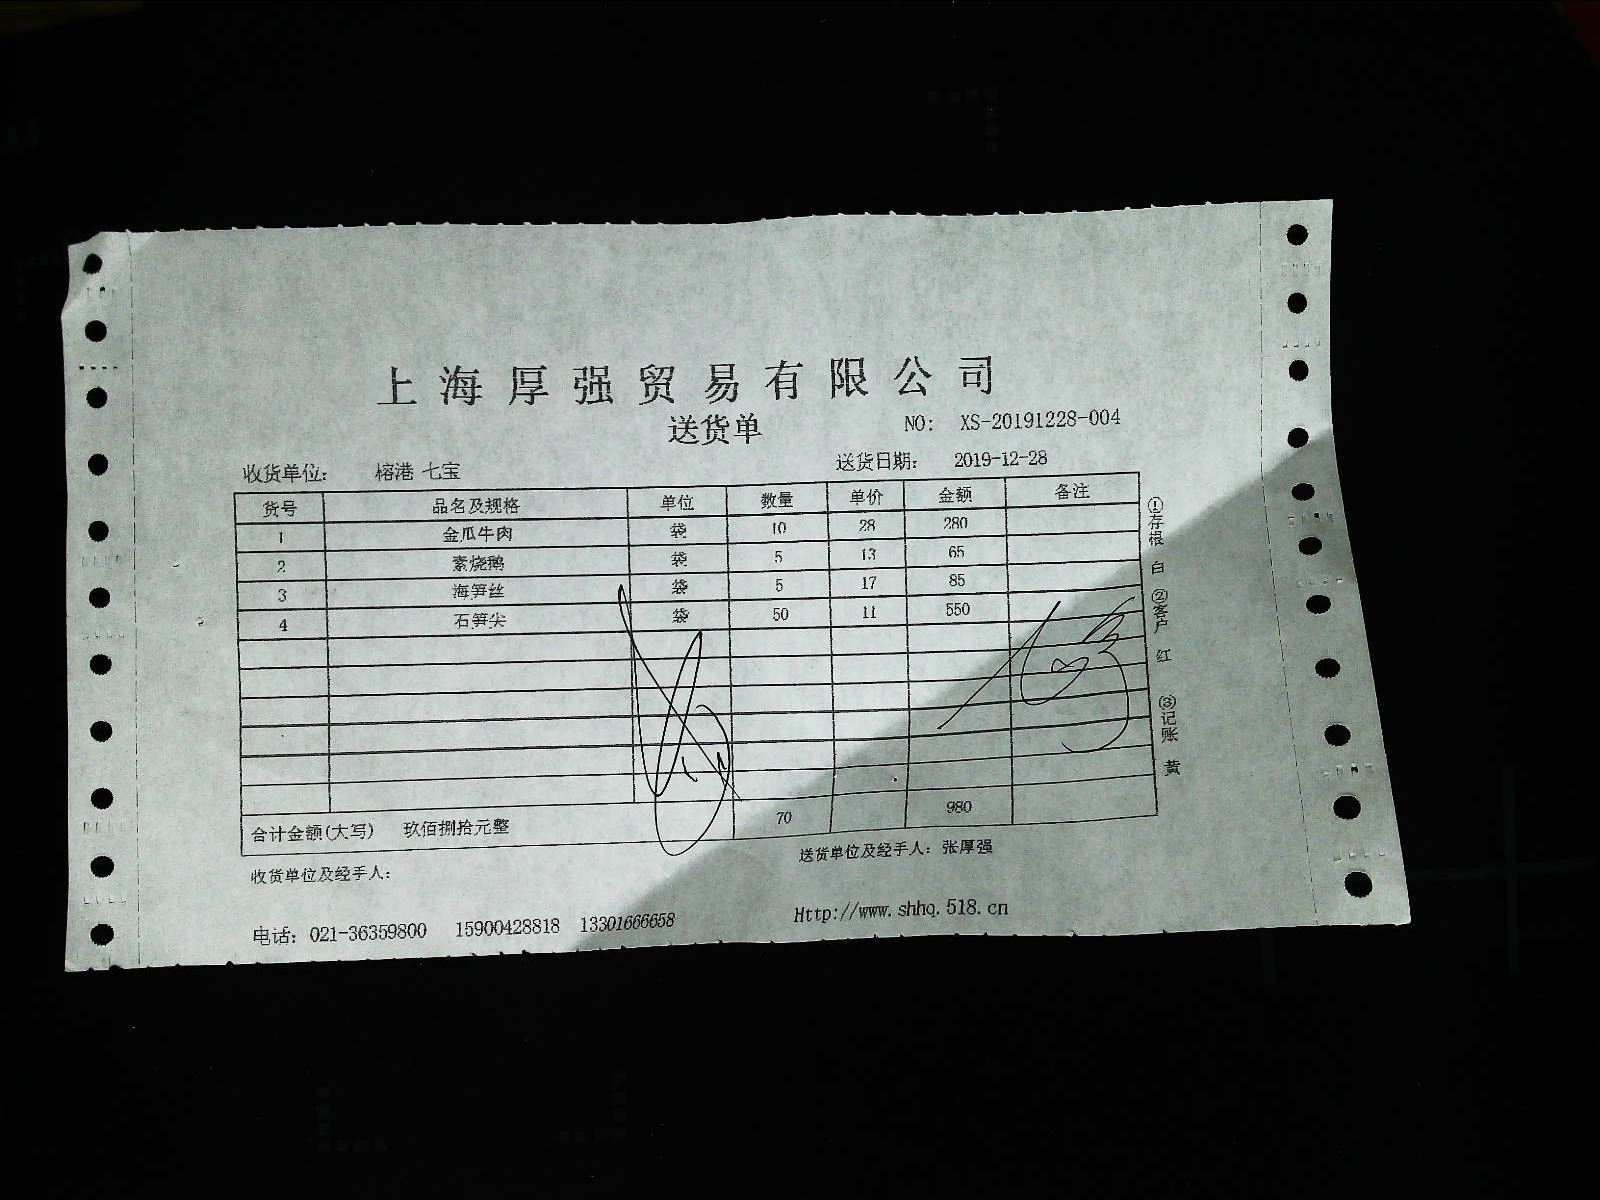 上海厚强贸易有限公司
送货单
NO: XS-20191228-004
收货单位: 榕港 七宝
送货日期: 2019-12-28
货号 品名及规格 单位 数量 单价 金额 备注
1 金瓜牛肉 袋 10 28 280
2 素烧鹅 袋 5 13 65
3 海笋丝 袋 5 17 85
4 石笋尖 袋 50 11 550
合计金额(大写) 玖佰捌拾元整 70 980
收货单位及经手人:
送货单位及经手人: 张厚强
电话: 021-36359800 15900428818 13301666658
Http://www.shhq.518.cn
①存根 白 ②客户 红 ③记账 黄